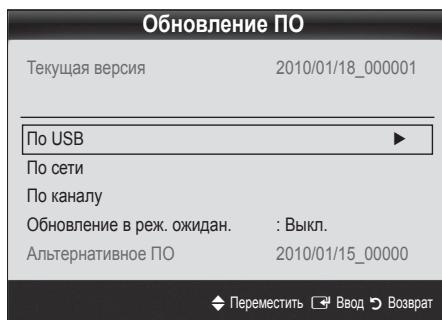 Обновление ПО
Текущая версия 2010/01/18_000001
По USB
По сети
По каналу
Обновление в реж. ожидан. : Выкл.
Альтернативное ПО 2010/01/15_00000
Переместить Ввод Возврат